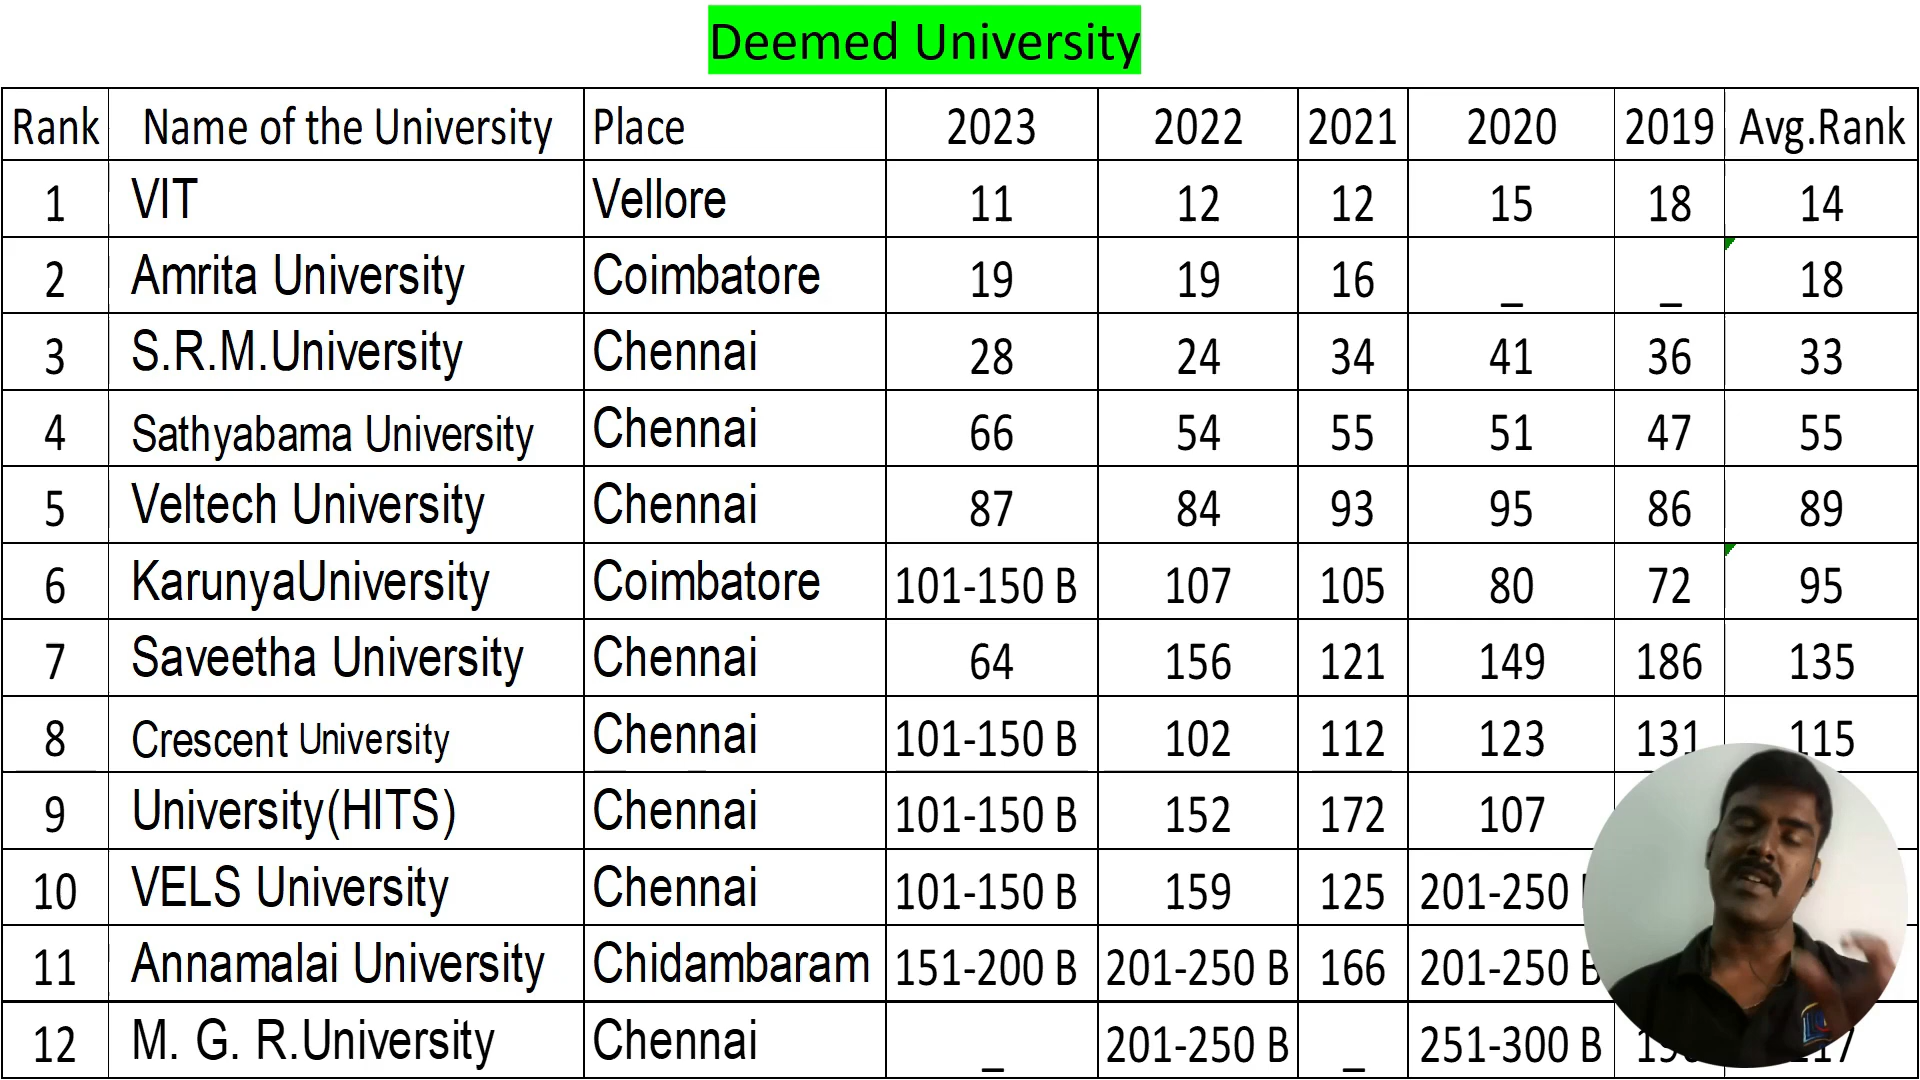 Deemed University
Rank Name of the University Place 2023 2022 2021 2020 2019 Avg.Rank
1 VIT Vellore 11 12 12 15 18 14
2 Amrita University Coimbatore 19 19 16 _ _ 18
3 S.R.M.University Chennai 28 24 34 41 36 33
4 Sathyabama University Chennai 66 54 55 51 47 55
5 Veltech University Chennai 87 84 93 95 86 89
6 KarunyaUniversity Coimbatore 101-150 B 107 105 80 72 95
7 Saveetha University Chennai 64 156 121 149 186 135
8 Crescent University Chennai 101-150 B 102 112 123 131 115
9 University(HITS) Chennai 101-150 B 152 172 107
10 VELS University Chennai 101-150 B 159 125 201-250
11 Annamalai University Chidambaram 151-200 B 201-250 B 166 201-250 B
12 M. G. R.University Chennai _ 201-250 B _ 251-300 B